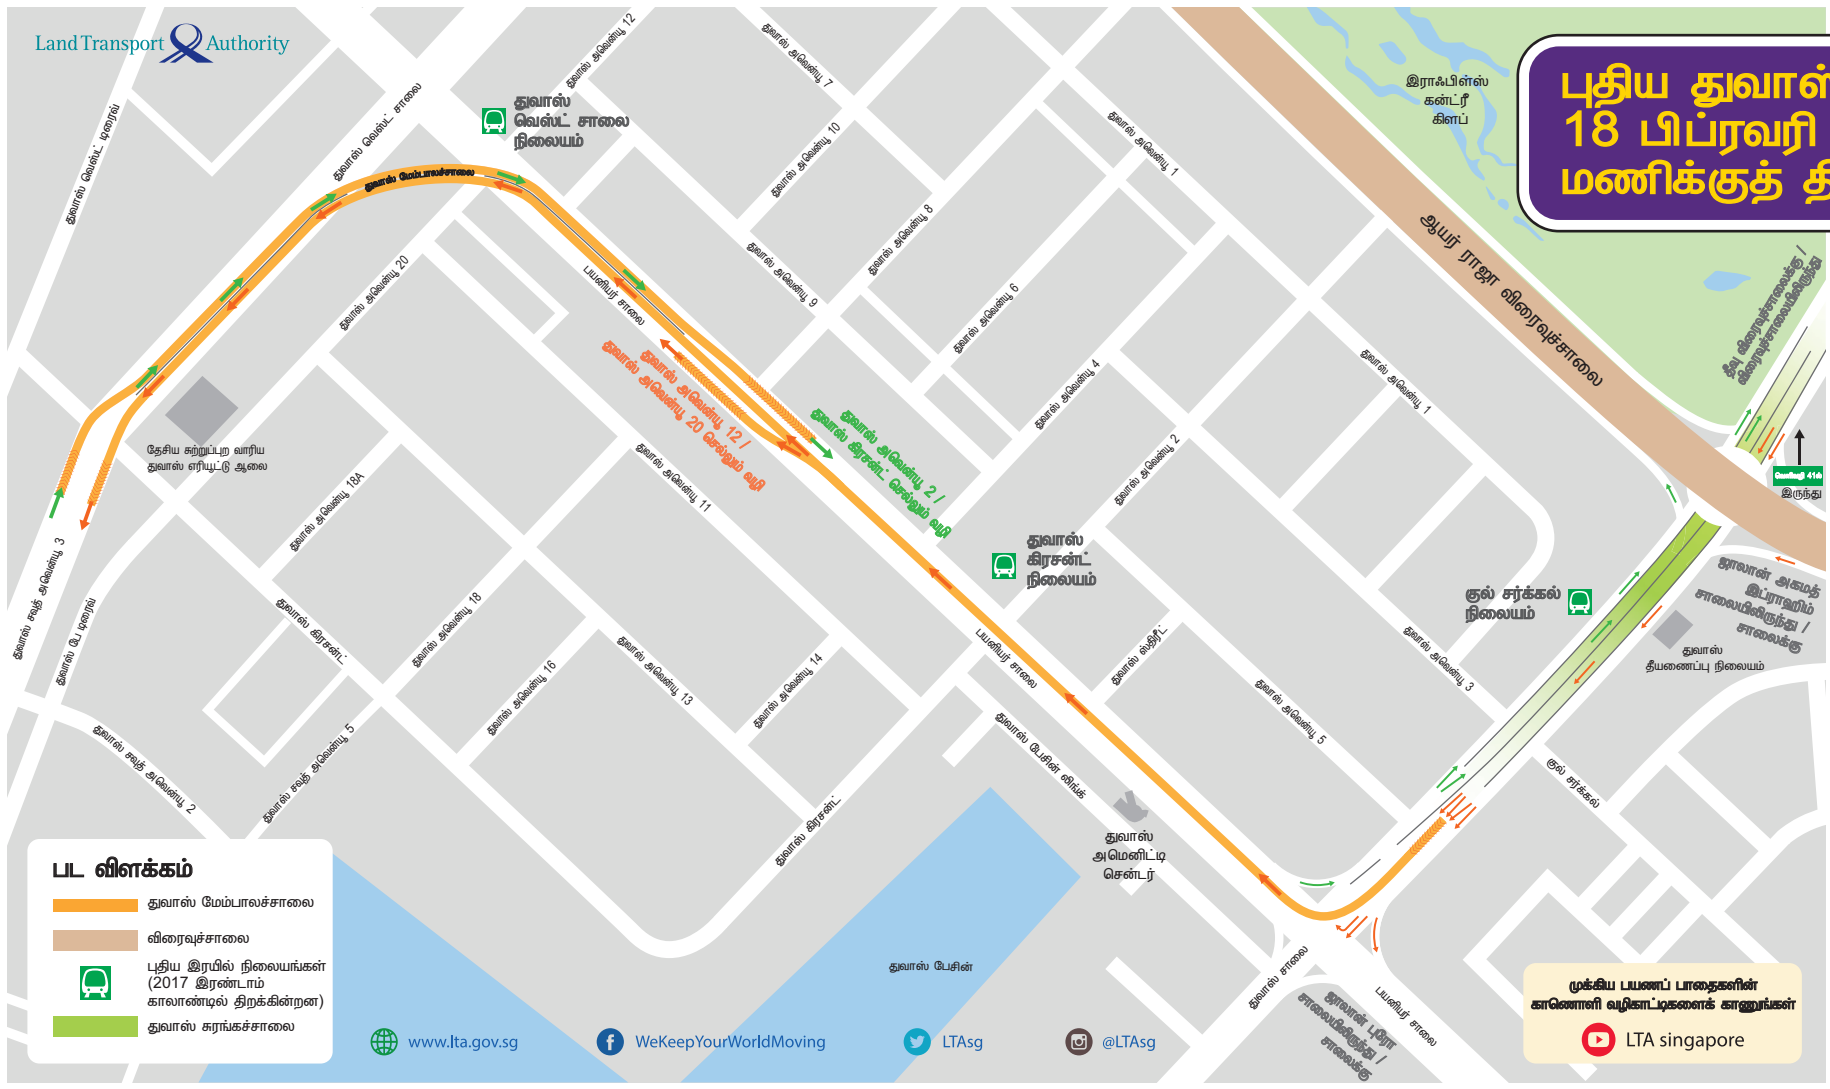 Land Transport Authority
புதிய துவாஸ்
18 பிப்ரவரி
மணிக்குத் தி
இராஃபிள்ஸ்
கன்ட்ரீ
கிளப்
துவாஸ் அவென்யூ 12
துவாஸ் அவென்யூ 7
துவாஸ் வெஸ்ட் டிரைவ்
துவாஸ் வெஸ்ட் சாலை
துவாஸ்
வெஸ்ட் சாலை
நிலையம்
துவாஸ் மேம்பாலச்சாலை
துவாஸ் அவென்யூ 10
துவாஸ் அவென்யூ 1
துவாஸ் அவென்யூ 8
துவாஸ் அவென்யூ 9
துவாஸ் அவென்யூ 20
பயனியர் சாலை
துவாஸ் அவென்யூ 6
ஆயர் ராஜா விரைவுச்சாலை
தீவு விரைவுச்சாலைக்கு /
விரைவுச்சாலையிலிருந்து
துவாஸ் அவென்யூ 12 /
துவாஸ் அவென்யூ 20 செல்லும் வழி
துவாஸ் அவென்யூ 2 /
துவாஸ் கிரசன்ட் செல்லும் வழி
துவாஸ் அவென்யூ 4
துவாஸ் அவென்யூ 1
துவாஸ் அவென்யூ 2
தேசிய சுற்றுப்புற வாரிய
துவாஸ் எரியூட்டு ஆலை
துவாஸ் அவென்யூ 11
துவாஸ் அவென்யூ 18A
இருந்து
துவாஸ்
கிரசன்ட்
நிலையம்
குல் சர்க்கல்
நிலையம்
ஜாலான் அகமத்
இப்ராஹிம்
சாலையிலிருந்து /
சாலைக்கு
துவாஸ்
தீயணைப்பு நிலையம்
துவாஸ் சவுத் அவென்யூ 3
துவாஸ் பே டிரைவ்
துவாஸ் கிரசன்ட்
துவாஸ் அவென்யூ 18
துவாஸ் அவென்யூ 16
துவாஸ் அவென்யூ 13
துவாஸ் அவென்யூ 14
பயனியர் சாலை
துவாஸ் ஸ்திரீட்
துவாஸ் அவென்யூ 3
துவாஸ் அவென்யூ 5
துவாஸ் சவுத் அவென்யூ 2
துவாஸ் சவுத் அவென்யூ 5
துவாஸ் பேசின் லிங்க்
குல் சர்க்கல்
துவாஸ் கிரசன்ட்
துவாஸ்
அமெனிட்டி
சென்டர்
துவாஸ் பேசின்
துவாஸ் சாலை
ஜாலான் புரோ
சாலையிலிருந்து /
சாலைக்கு
பயனியர் சாலை
பட விளக்கம்
துவாஸ் மேம்பாலச்சாலை
விரைவுச்சாலை
புதிய இரயில் நிலையங்கள்
(2017 இரண்டாம்
காலாண்டில் திறக்கின்றன)
துவாஸ் சுரங்கச்சாலை
www.lta.gov.sg
WeKeepYourWorldMoving
LTAsg
@LTAsg
முக்கிய பயணப் பாதைகளின்
காணொளி வழிகாட்டிகளைக் காணுங்கள்
LTA singapore